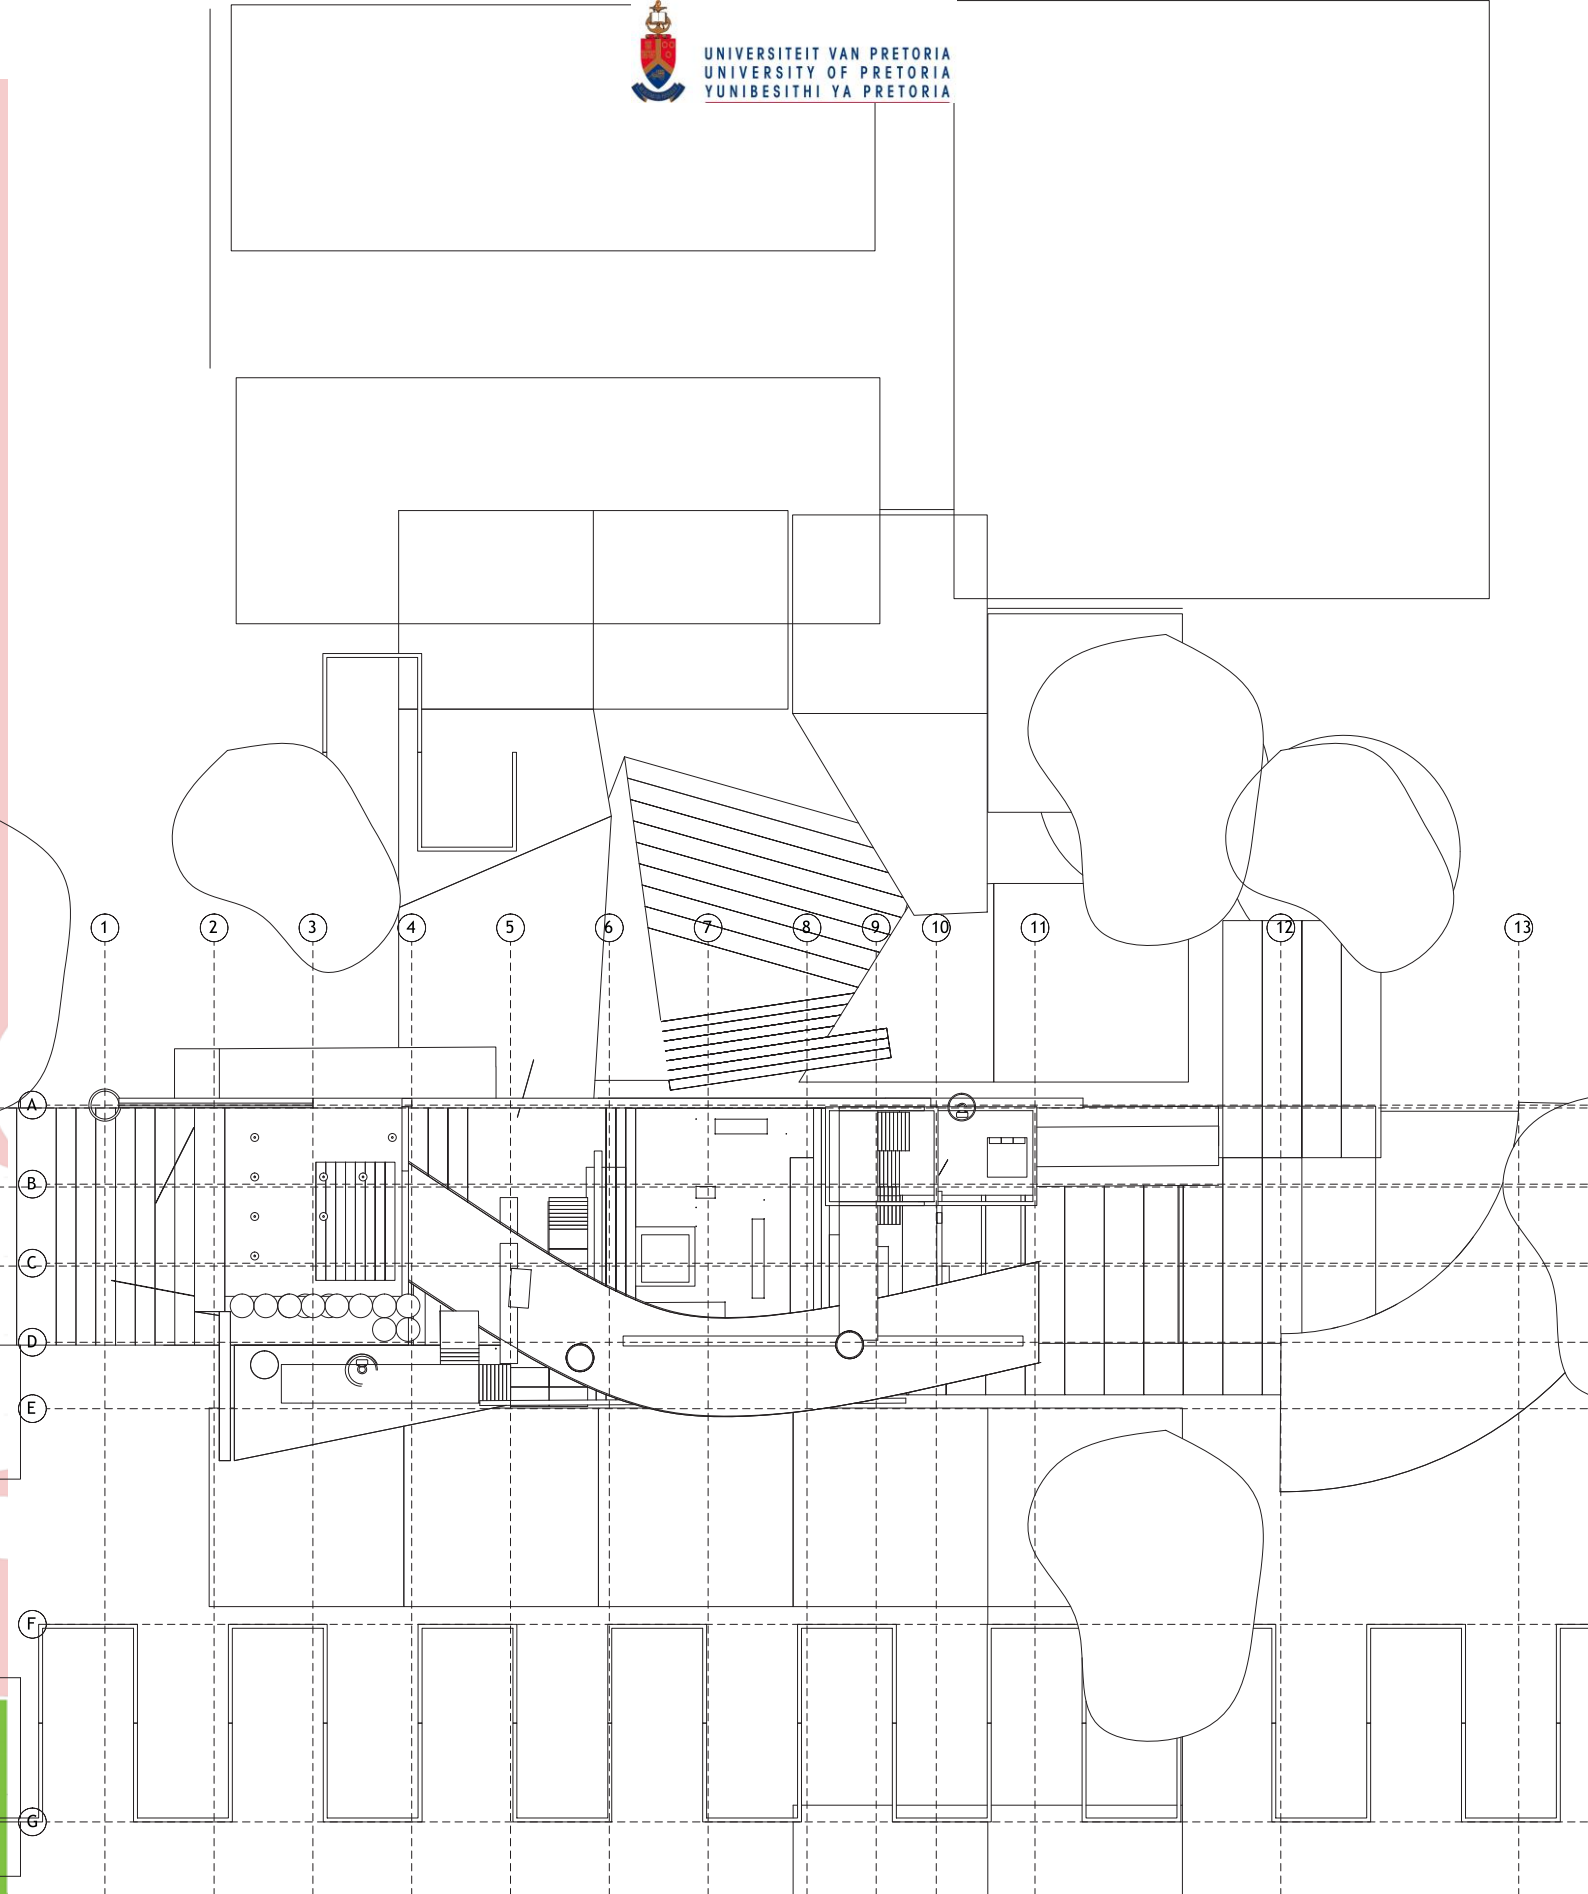 UNIVERSITEIT VAN PRETORIA
UNIVERSITY OF PRETORIA
YUNIBESITHI YA PRETORIA
1 2 3 4 5 6 7 8 9 10 11 12 13
A
B
C
D
E
F
G